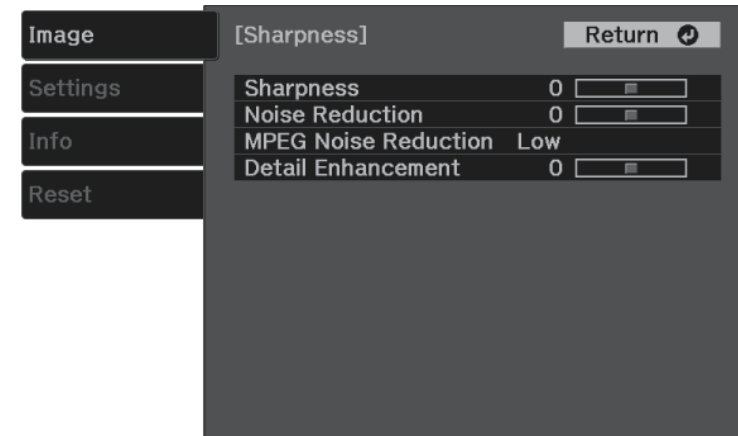 Image
Settings
Info
Reset
[Sharpness] Return
Sharpness 0
Noise Reduction 0
MPEG Noise Reduction Low
Detail Enhancement 0